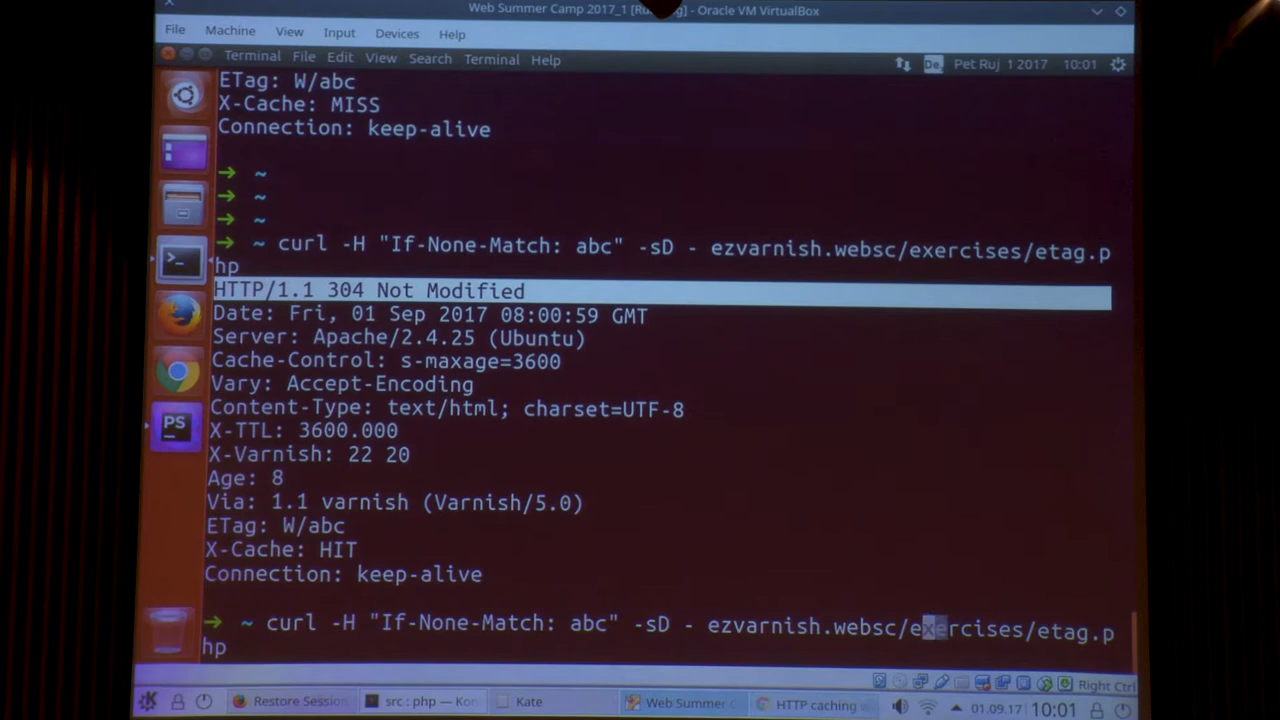 Web Summer Camp 2017_1 [Ru g] - Oracle VM VirtualBox
File Machine View Input Devices Help
Terminal File Edit View Search Terminal Help
De Pet Ruj 1 2017 10:01
ETag: W/abc
X-Cache: MISS
Connection: keep-alive
➜ ~
➜ ~
➜ ~
➜ ~ curl -H "If-None-Match: abc" -sD - ezvarnish.websc/exercises/etag.p
hp
HTTP/1.1 304 Not Modified
Date: Fri, 01 Sep 2017 08:00:59 GMT
Server: Apache/2.4.25 (Ubuntu)
Cache-Control: s-maxage=3600
Vary: Accept-Encoding
Content-Type: text/html; charset=UTF-8
X-TTL: 3600.000
X-Varnish: 22 20
Age: 8
Via: 1.1 varnish (Varnish/5.0)
ETag: W/abc
X-Cache: HIT
Connection: keep-alive
➜ ~ curl -H "If-None-Match: abc" -sD - ezvarnish.websc/exercises/etag.p
hp
PS
Right Ctrl
Restore Session
src : php — Kon
Kate
Web Summer C
HTTP caching
01.09.17 10:01